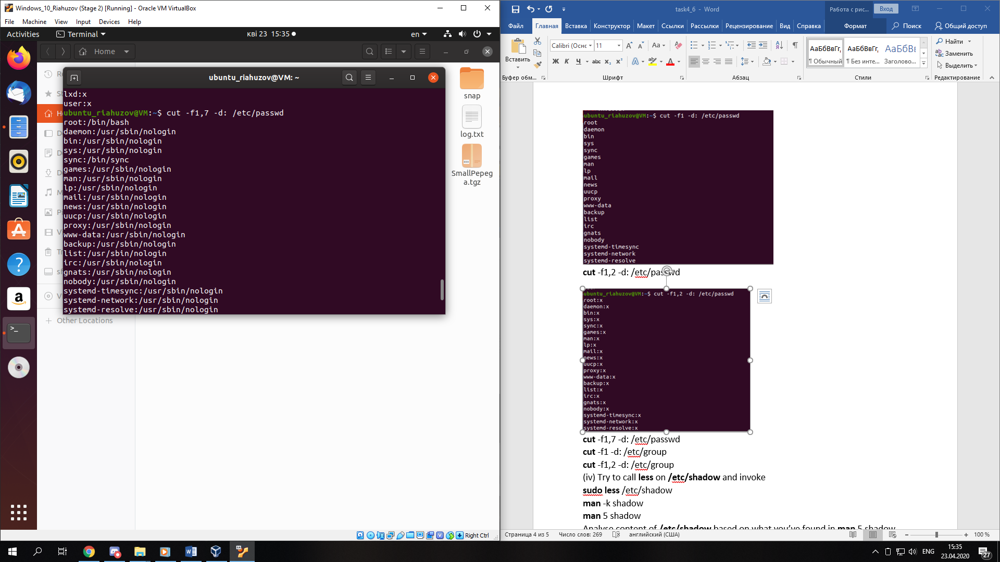 Windows_10_Riahuzov (Stage 2) [Running] - Oracle VM VirtualBox
File Machine View Input Devices Help
Activities Terminal кві 23 15:35 en
Home
ubuntu_riahuzov@VM: ~
lxd:x
user:x
ubuntu_riahuzov@VM:~$ cut -f1,7 -d: /etc/passwd
root:/bin/bash
daemon:/usr/sbin/nologin
bin:/usr/sbin/nologin
sys:/usr/sbin/nologin
sync:/bin/sync
games:/usr/sbin/nologin
man:/usr/sbin/nologin
lp:/usr/sbin/nologin
mail:/usr/sbin/nologin
news:/usr/sbin/nologin
uucp:/usr/sbin/nologin
proxy:/usr/sbin/nologin
www-data:/usr/sbin/nologin
backup:/usr/sbin/nologin
list:/usr/sbin/nologin
irc:/usr/sbin/nologin
gnats:/usr/sbin/nologin
nobody:/usr/sbin/nologin
systemd-timesync:/usr/sbin/nologin
systemd-network:/usr/sbin/nologin
systemd-resolve:/usr/sbin/nologin
+ Other Locations
snap
log.txt
SmallPepeg
a.tgz
Right Ctrl
task4_6 - Word
Работа с рис...
Вход
Файл Главная Вставка Конструктор Макет Ссылки Рассылки Рецензирование Вид Справка Формат Поиск Общий доступ
Вставить
Calibri (Оснс 11
Aa
Ж К Ч abc x₂ x²
АаБбВвГг, АаБбВвГг, АаБбВв
¶ Обычный ¶ Без инте... Заголово...
Найти
Заменить
Выделить
Буфер обм... Шрифт Абзац Стили Редактирование
ubuntu_riahuzov@VM:~$ cut -f1 -d: /etc/passwd
root
daemon
bin
sys
sync
games
man
lp
mail
news
uucp
proxy
www-data
backup
list
irc
gnats
nobody
systemd-timesync
systemd-network
systemd-resolve
cut -f1,2 -d: /etc/passwd
ubuntu_riahuzov@VM:~$ cut -f1,2 -d: /etc/passwd
root:x
daemon:x
bin:x
sys:x
sync:x
games:x
man:x
lp:x
mail:x
news:x
uucp:x
proxy:x
www-data:x
backup:x
list:x
irc:x
gnats:x
nobody:x
systemd-timesync:x
systemd-network:x
systemd-resolve:x
cut -f1,7 -d: /etc/passwd
cut -f1 -d: /etc/group
cut -f1,2 -d: /etc/group
(iv) Try to call less on /etc/shadow and invoke
sudo less /etc/shadow
man -k shadow
man 5 shadow
Analyse content of /etc/shadow based on what you've found in man 5 shadow
Страница 4 из 5 Число слов: 269 английский (США) 100 %
ENG
15:35
23.04.2020
27